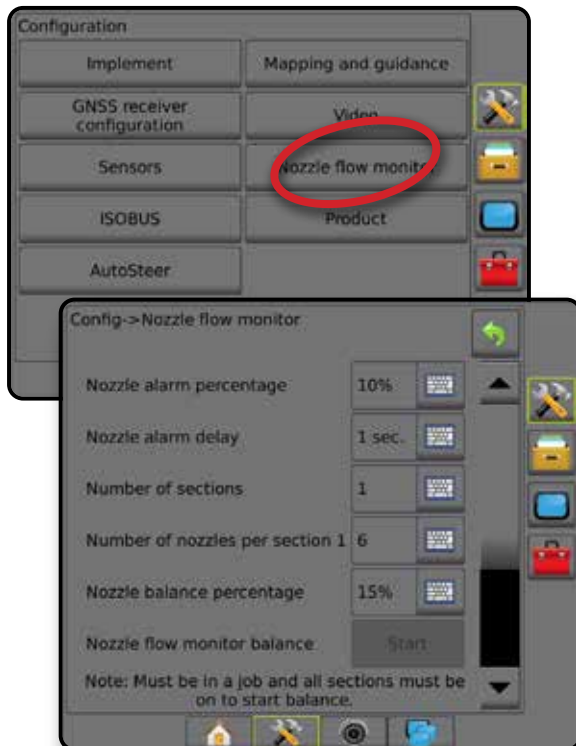 Configuration
Implement
Mapping and guidance
GNSS receiver
configuration
Video
Sensors
Nozzle flow monitor
ISOBUS
Product
AutoSteer
Config->Nozzle flow monitor
Nozzle alarm percentage
10%
Nozzle alarm delay
1 sec.
Number of sections
1
Number of nozzles per section 1
6
Nozzle balance percentage
15%
Nozzle flow monitor balance
Start
Note: Must be in a job and all sections must be
on to start balance.